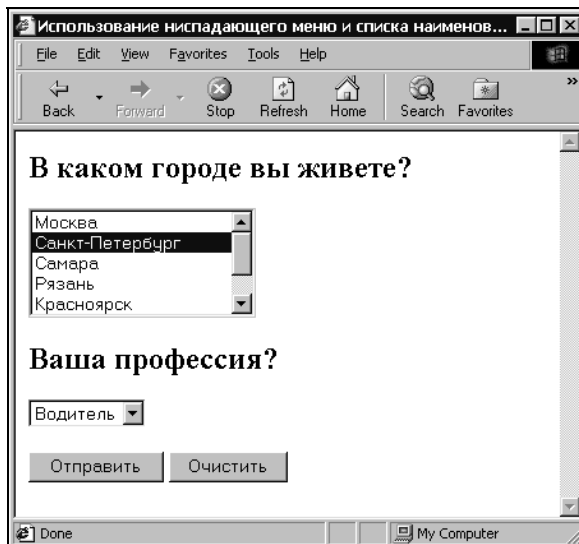 Использование ниспадающего меню и списка наименов...
File Edit View Favorites Tools Help
Back Forward Stop Refresh Home Search Favorites »
В каком городе вы живете?
Москва
Санкт-Петербург
Самара
Рязань
Красноярск
Ваша профессия?
Водитель
Отправить Очистить
Done My Computer